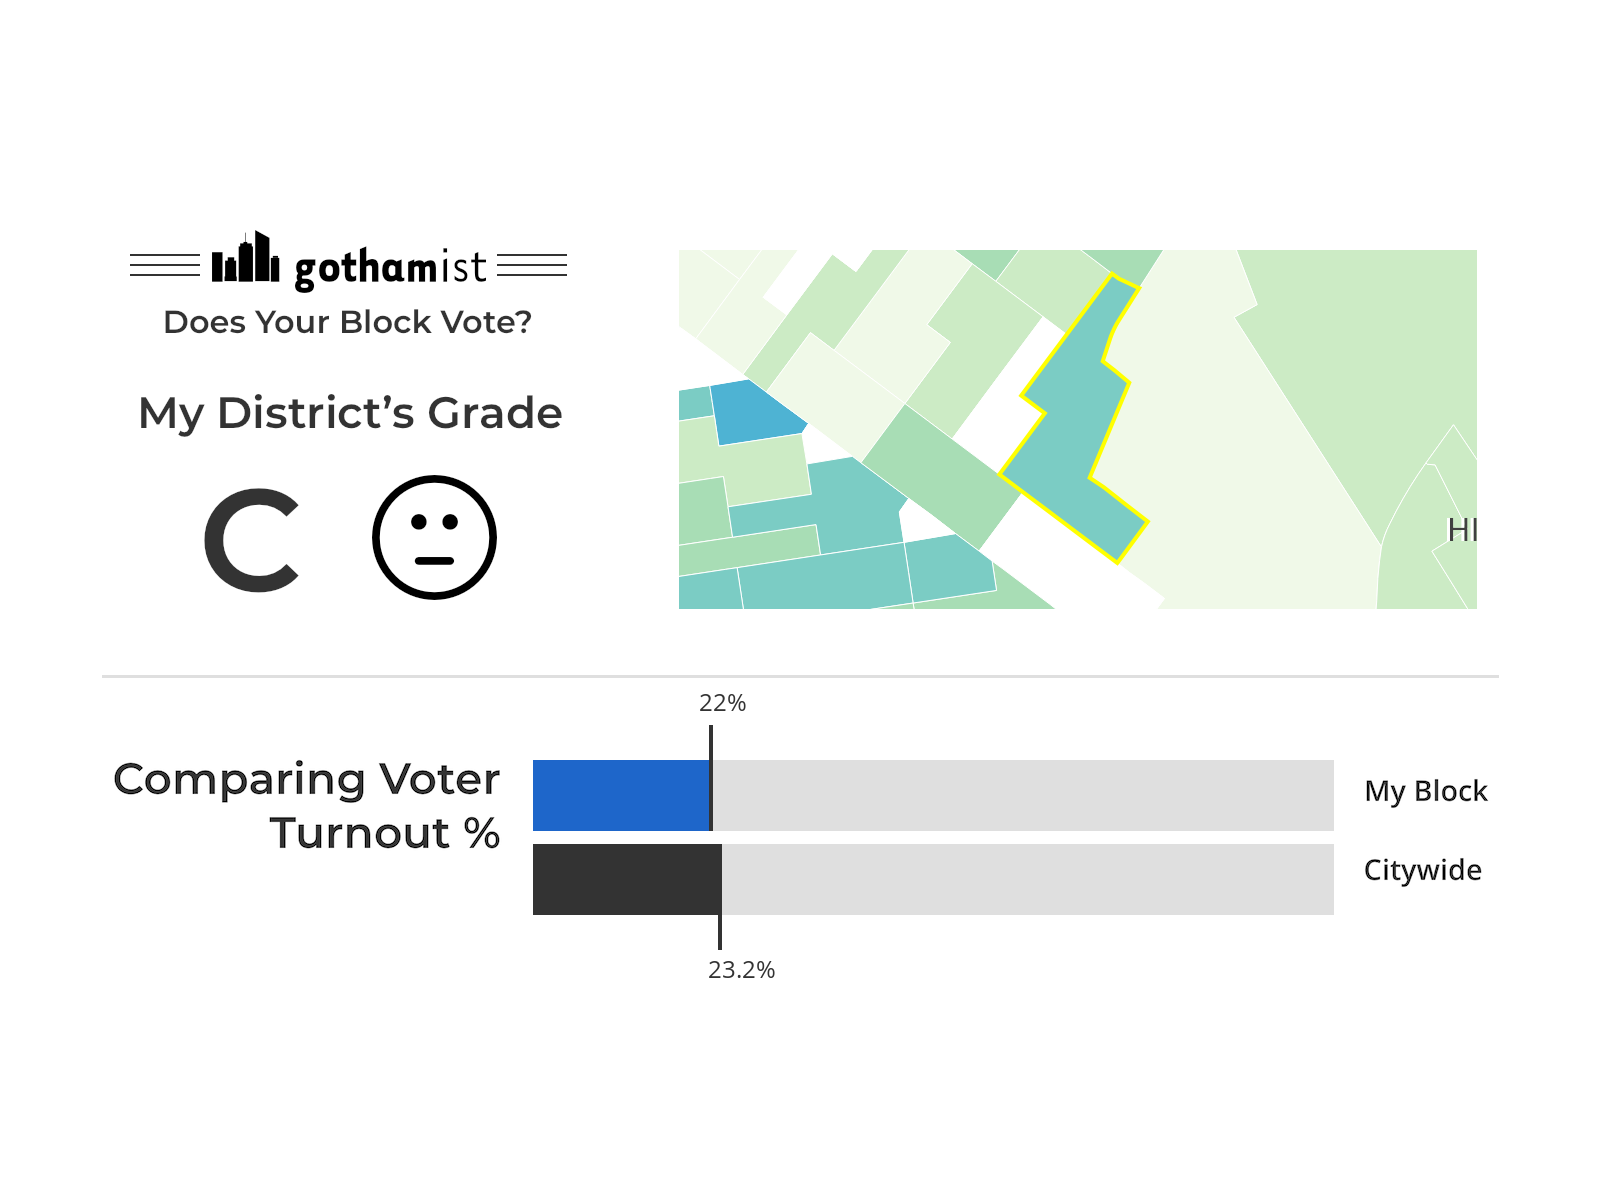 gothamist
Does Your Block Vote?
My District’s Grade
C
HI
22%
Comparing Voter
Turnout %
My Block
Citywide
23.2%